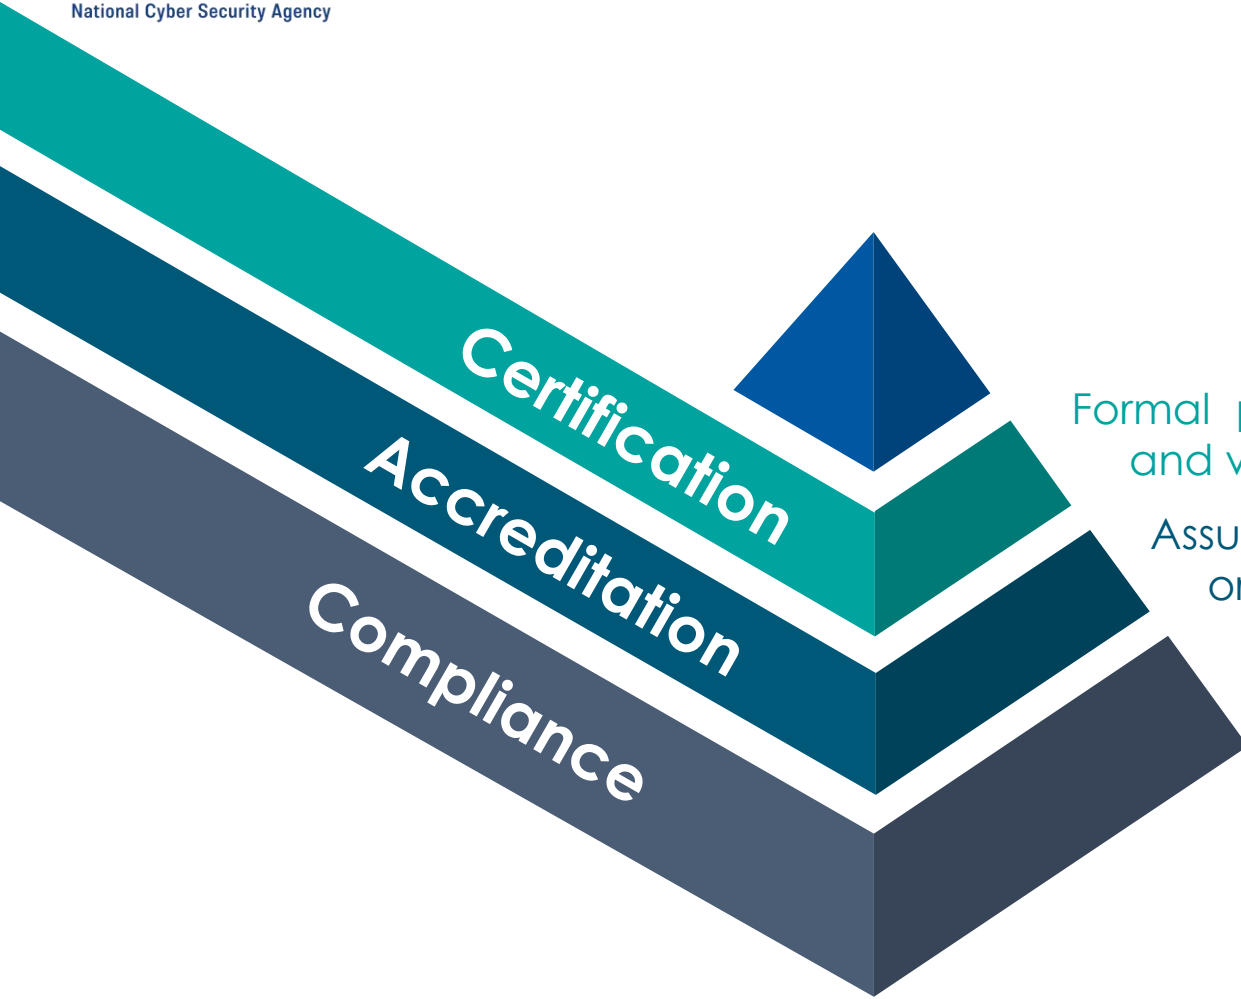 National Cyber Security Agency
Certification
Formal
and
Accreditation
Compliance